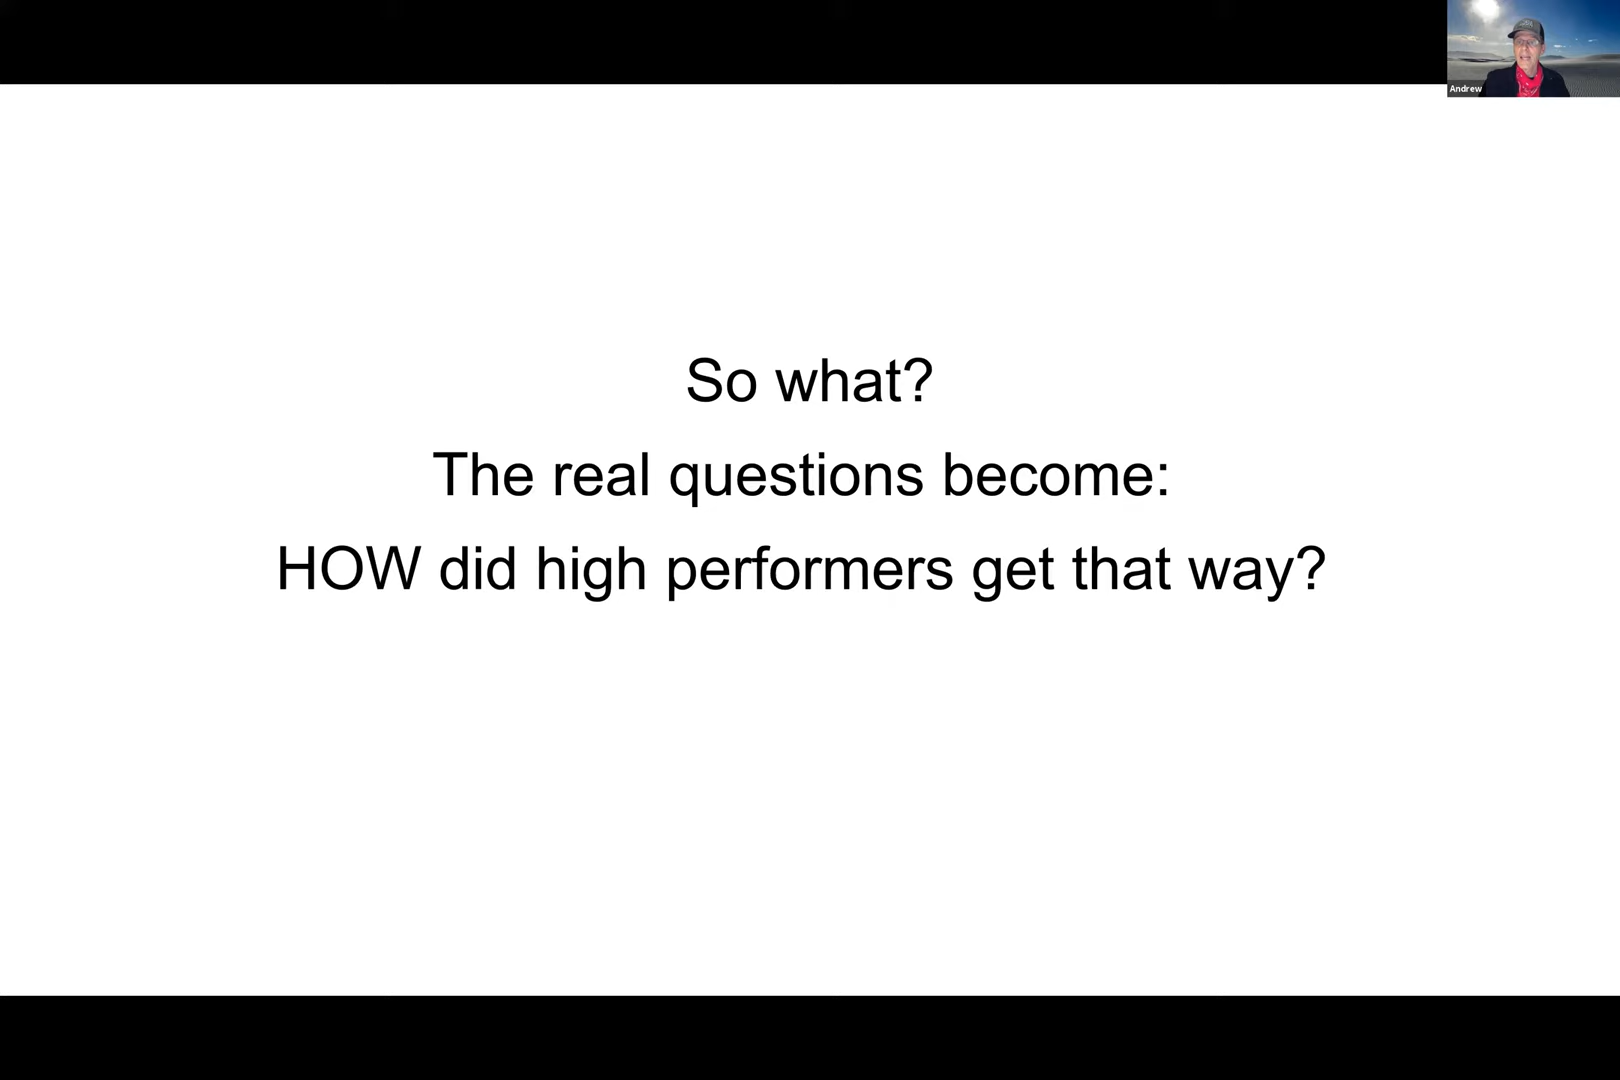 Andrew
So what?
The real questions become:
HOW did high performers get that way?